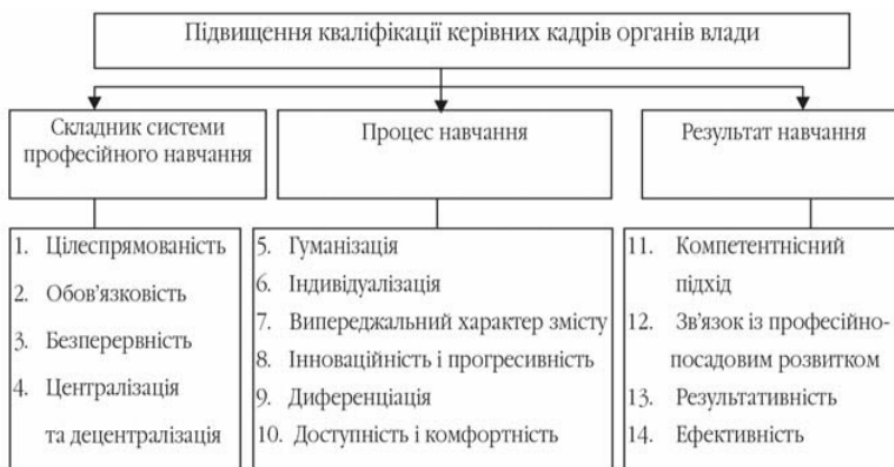 Підвищення кваліфікації керівних кадрів органів влади
Складник системи
професійного навчання
Процес навчання
Результат навчання
1. Цілеспрямованість
2. Обов'язковість
3. Безперервність
4. Централізація
та децентралізація
5. Гуманізація
6. Індивідуалізація
7. Випереджальний характер змісту
8. Інноваційність і прогресивність
9. Диференціація
10. Доступність і комфортність
11. Компетентнісний
підхід
12. Зв'язок із професійно-
посадовим розвитком
13. Результативність
14. Ефективність